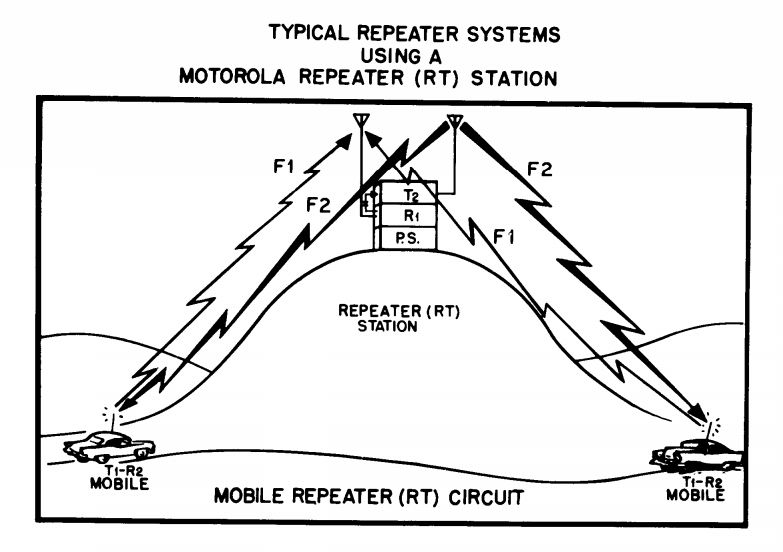 TYPICAL REPEATER SYSTEMS
USING A
MOTOROLA REPEATER (RT) STATION
F1
F2
F2
F1
T2
R1
P.S.
REPEATER (RT)
STATION
T1-R2
MOBILE
T1-R2
MOBILE
MOBILE REPEATER (RT) CIRCUIT